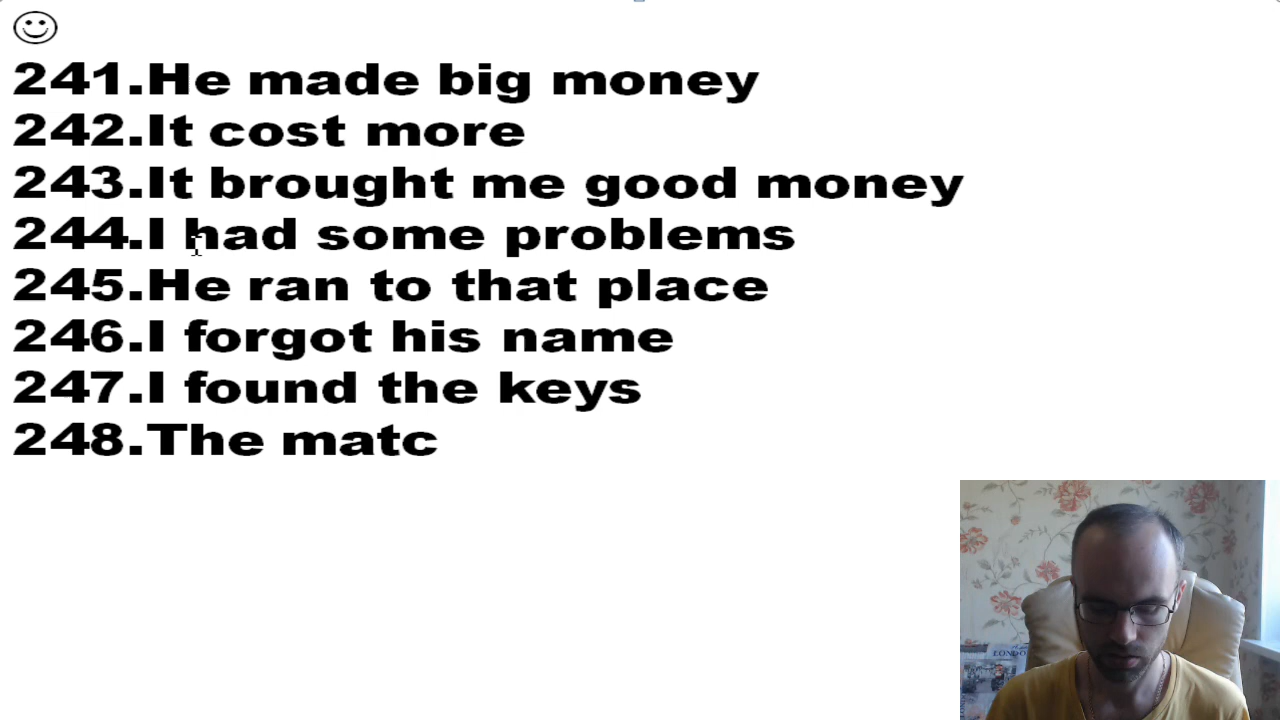 241.He made big money
242.It cost more
243.It brought me good money
244.I had some problems
245.He ran to that place
246.I forgot his name
247.I found the keys
248.The matc
LONDO